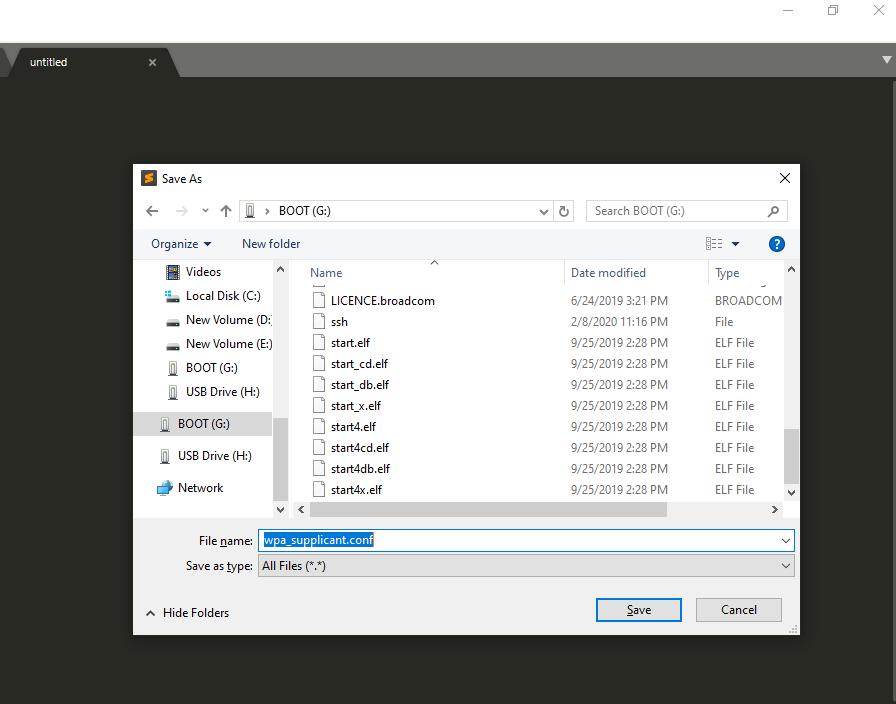 untitled
Save As
BOOT (G:)
Search BOOT (G:)
Organize
New folder
?
Name
Date modified
Type
Videos
Local Disk (C:)
New Volume (D:
New Volume (E:)
BOOT (G:)
USB Drive (H:)
BOOT (G:)
USB Drive (H:)
Network
LICENCE.broadcom 6/24/2019 3:21 PM BROADCOM
ssh 2/8/2020 11:16 PM File
start.elf 9/25/2019 2:28 PM ELF File
start_cd.elf 9/25/2019 2:28 PM ELF File
start_db.elf 9/25/2019 2:28 PM ELF File
start_x.elf 9/25/2019 2:28 PM ELF File
start4.elf 9/25/2019 2:28 PM ELF File
start4cd.elf 9/25/2019 2:28 PM ELF File
start4db.elf 9/25/2019 2:28 PM ELF File
start4x.elf 9/25/2019 2:28 PM ELF File
File name: wpa_supplicant.conf
Save as type: All Files (*.*)
Hide Folders
Save
Cancel